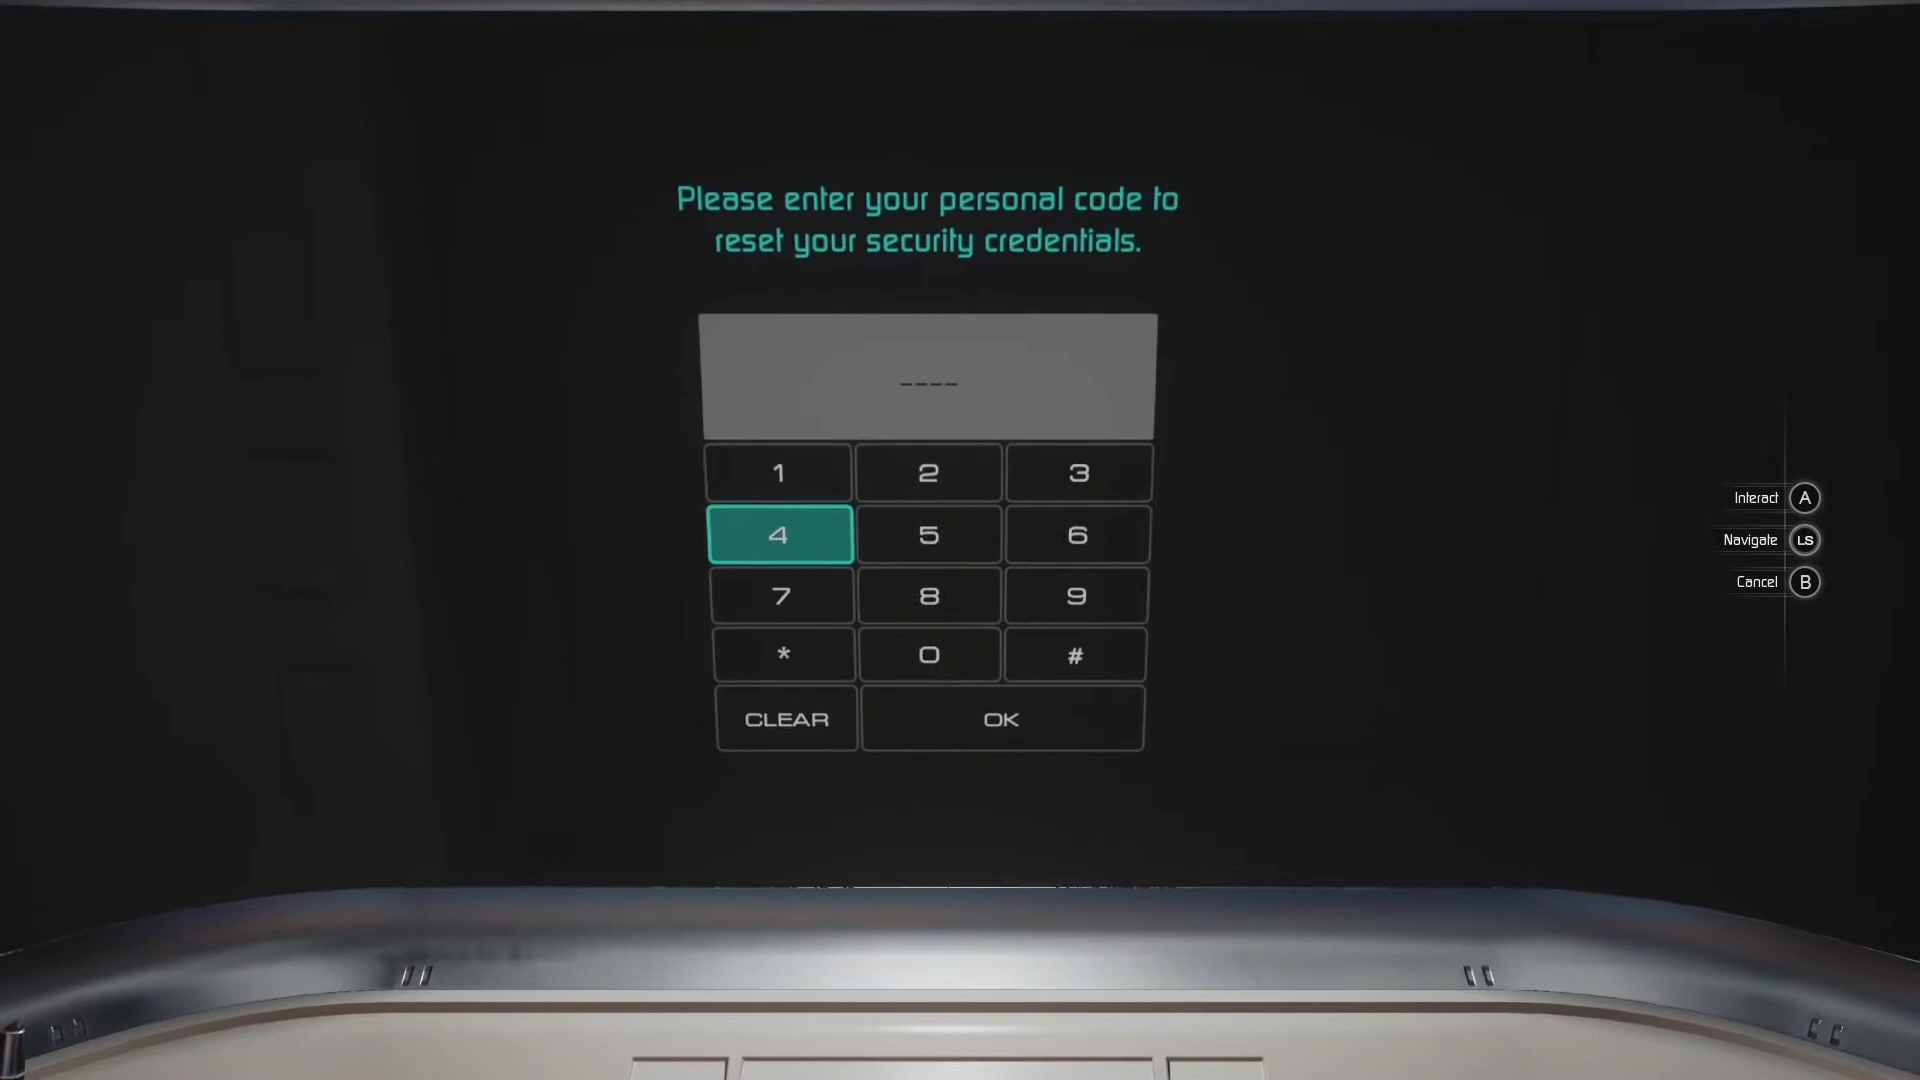 Please enter your personal code to
reset your security credentials.
----
1 2 3
4 5 6
7 8 9
* 0 #
CLEAR OK
Interact A
Navigate LS
Cancel B